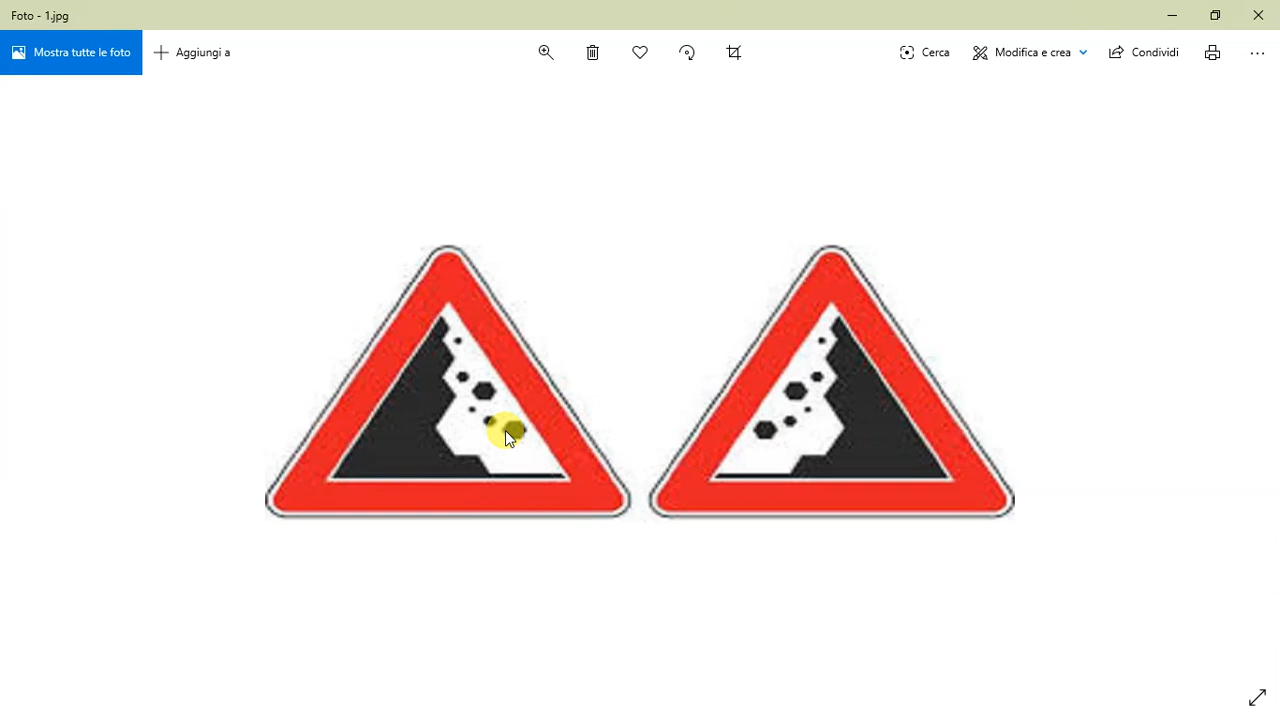 Foto - 1.jpg
Mostra tutte le foto
Aggiungi a
Cerca
Modifica e crea
Condividi